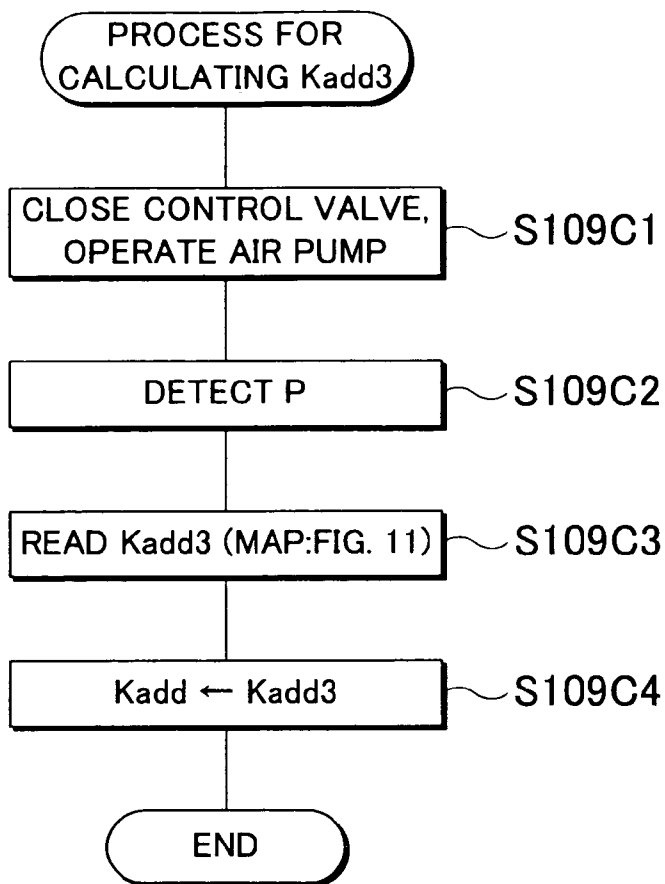 PROCESS FOR
CALCULATING Kadd3
CLOSE CONTROL VALVE,
OPERATE AIR PUMP
S109C1
DETECT P
S109C2
READ Kadd3 (MAP:FIG. 11)
S109C3
Kadd ← Kadd3
S109C4
END